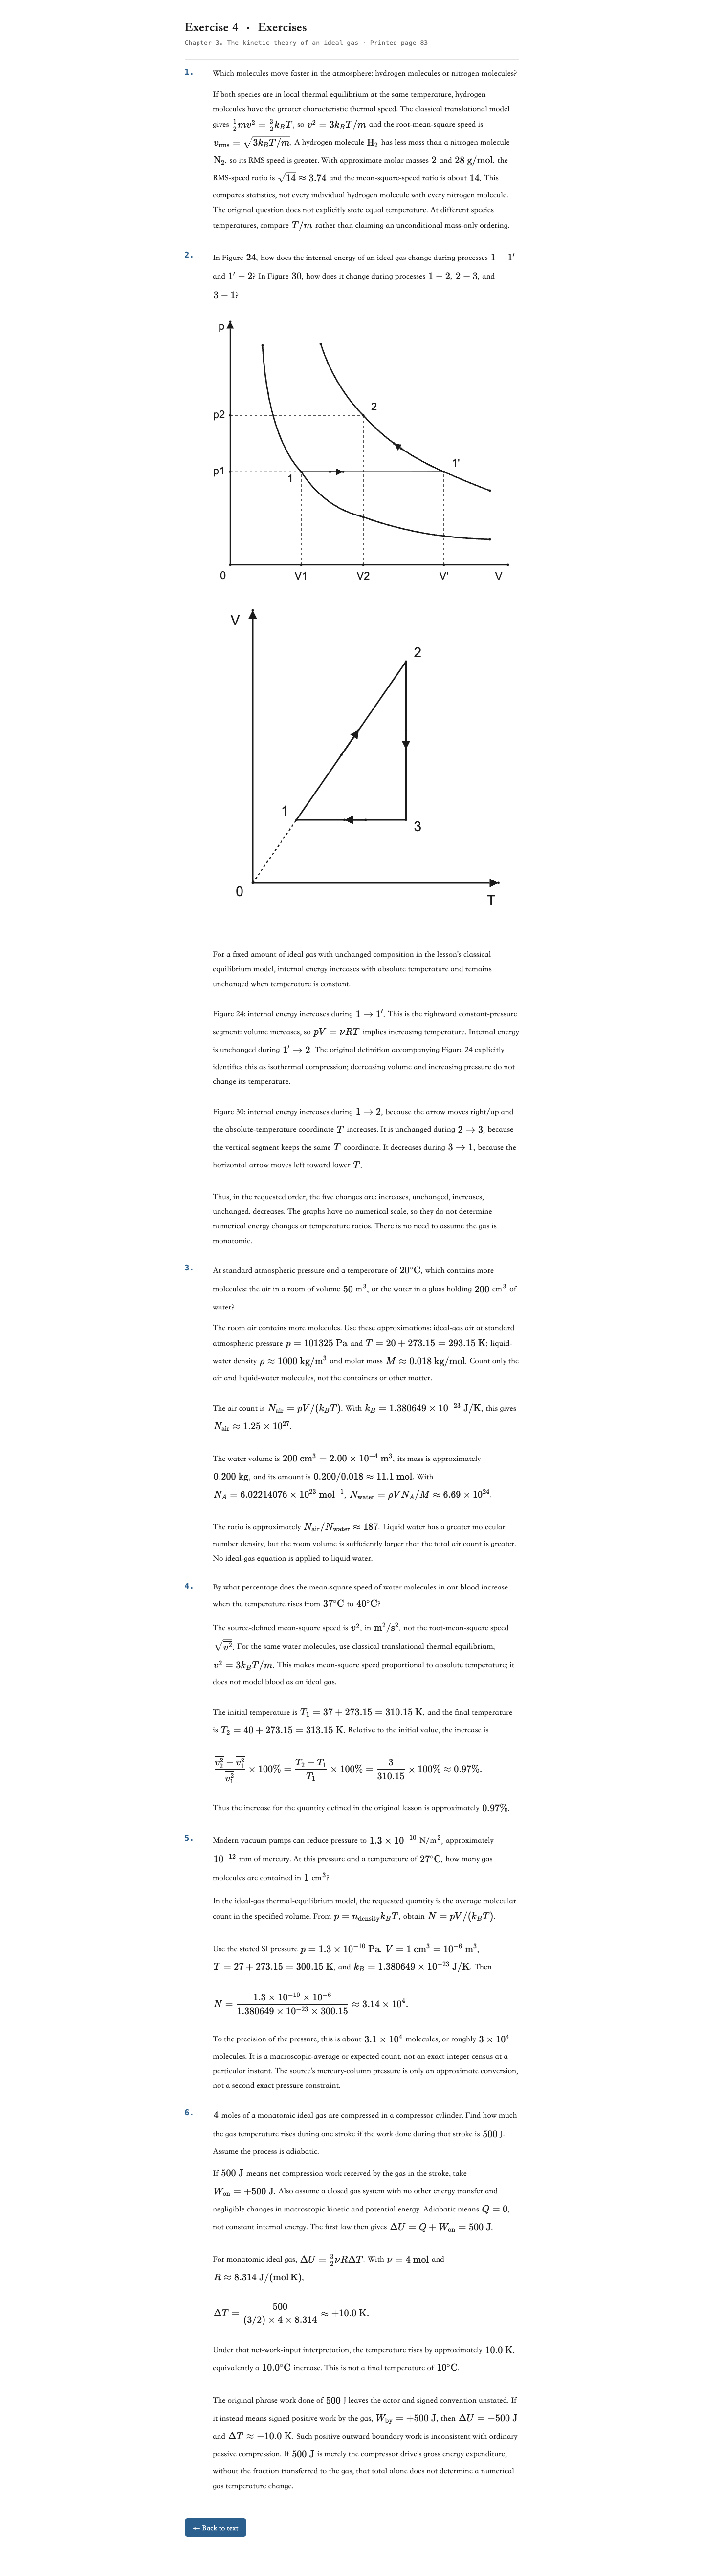 Exercise 4 · Exercises
Chapter 3. The kinetic theory of an ideal gas · Printed page 83
1.
Which molecules move faster in the atmosphere: hydrogen molecules or nitrogen molecules?
If both species are in local thermal equilibrium at the same temperature, hydrogen
molecules have the greater characteristic thermal speed. The classical translational model
gives ½m\overline{v²} = 3/2 k_BT, so \overline{v²} = 3k_BT/m and the root-mean-square speed is
v_rms = √(3k_BT/m). A hydrogen molecule H₂ has less mass than a nitrogen molecule
N₂, so its RMS speed is greater. With approximate molar masses 2 and 28 g/mol, the
RMS-speed ratio is √14 ≈ 3.74 and the mean-square-speed ratio is about 14. This
compares statistics, not every individual hydrogen molecule with every nitrogen molecule.
The original question does not explicitly state equal temperature. At different species
temperatures, compare T/m rather than claiming an unconditional mass-only ordering.
2.
In Figure 24, how does the internal energy of an ideal gas change during processes 1 − 1′
and 1′ − 2? In Figure 30, how does it change during processes 1 − 2, 2 − 3, and
3 − 1?
p
p2
2
p1
1
1'
0
V1
V2
V'
V
V
2
1
3
0
T
For a fixed amount of ideal gas with unchanged composition in the lesson's classical
equilibrium model, internal energy increases with absolute temperature and remains
unchanged when temperature is constant.
Figure 24: internal energy increases during 1 → 1′. This is the rightward constant-pressure
segment: volume increases, so pV = νRT implies increasing temperature. Internal energy
is unchanged during 1′ → 2. The original definition accompanying Figure 24 explicitly
identifies this as isothermal compression; decreasing volume and increasing pressure do not
change its temperature.
Figure 30: internal energy increases during 1 → 2, because the arrow moves right/up and
the absolute-temperature coordinate T increases. It is unchanged during 2 → 3, because
the vertical segment keeps the same T coordinate. It decreases during 3 → 1, because the
horizontal arrow moves left toward lower T.
Thus, in the requested order, the five changes are: increases, unchanged, increases,
unchanged, decreases. The graphs have no numerical scale, so they do not determine
numerical energy changes or temperature ratios. There is no need to assume the gas is
monatomic.
3.
At standard atmospheric pressure and a temperature of 20°C, which contains more
molecules: the air in a room of volume 50 m³, or the water in a glass holding 200 cm³ of
water?
The room air contains more molecules. Use these approximations: ideal-gas air at standard
atmospheric pressure p = 101325 Pa and T = 20 + 273.15 = 293.15 K; liquid-
water density ρ ≈ 1000 kg/m³ and molar mass M ≈ 0.018 kg/mol. Count only the
air and liquid-water molecules, not the containers or other matter.
The air count is N_air = pV/(k_BT). With k_B = 1.380649 × 10⁻²³ J/K, this gives
N_air ≈ 1.25 × 10²⁷.
The water volume is 200 cm³ = 2.00 × 10⁻⁴ m³, its mass is approximately
0.200 kg, and its amount is 0.200/0.018 ≈ 11.1 mol. With
N_A = 6.02214076 × 10²³ mol⁻¹, N_water = ρVN_A/M ≈ 6.69 × 10²⁴.
The ratio is approximately N_air/N_water ≈ 187. Liquid water has a greater molecular
number density, but the room volume is sufficiently larger that the total air count is greater.
No ideal-gas equation is applied to liquid water.
4.
By what percentage does the mean-square speed of water molecules in our blood increase
when the temperature rises from 37°C to 40°C?
The source-defined mean-square speed is \overline{v²}, in m²/s², not the root-mean-square speed
√\overline{v²}. For the same water molecules, use classical translational thermal equilibrium,
\overline{v²} = 3k_BT/m. This makes mean-square speed proportional to absolute temperature; it
does not model blood as an ideal gas.
The initial temperature is T₁ = 37 + 273.15 = 310.15 K, and the final temperature
is T₂ = 40 + 273.15 = 313.15 K. Relative to the initial value, the increase is
(\overline{v₂²} − \overline{v₁²})/\overline{v₁²} × 100% = (T₂ − T₁)/T₁ × 100% = 3/310.15 × 100% ≈ 0.97%.
Thus the increase for the quantity defined in the original lesson is approximately 0.97%.
5.
Modern vacuum pumps can reduce pressure to 1.3 × 10⁻¹⁰ N/m², approximately
10⁻¹² mm of mercury. At this pressure and a temperature of 27°C, how many gas
molecules are contained in 1 cm³?
In the ideal-gas thermal-equilibrium model, the requested quantity is the average molecular
count in the specified volume. From p = n_density k_BT, obtain N = pV/(k_BT).
Use the stated SI pressure p = 1.3 × 10⁻¹⁰ Pa, V = 1 cm³ = 10⁻⁶ m³,
T = 27 + 273.15 = 300.15 K, and k_B = 1.380649 × 10⁻²³ J/K. Then
N = (1.3 × 10⁻¹⁰ × 10⁻⁶)/(1.380649 × 10⁻²³ × 300.15) ≈ 3.14 × 10⁴.
To the precision of the pressure, this is about 3.1 × 10⁴ molecules, or roughly 3 × 10⁴
molecules. It is a macroscopic-average or expected count, not an exact integer census at a
particular instant. The source's mercury-column pressure is only an approximate conversion,
not a second exact pressure constraint.
6.
4 moles of a monatomic ideal gas are compressed in a compressor cylinder. Find how much
the gas temperature rises during one stroke if the work done during that stroke is 500 J.
Assume the process is adiabatic.
If 500 J means net compression work received by the gas in the stroke, take
W_on = +500 J. Also assume a closed gas system with no other energy transfer and
negligible changes in macroscopic kinetic and potential energy. Adiabatic means Q = 0,
not constant internal energy. The first law then gives ΔU = Q + W_on = 500 J.
For monatomic ideal gas, ΔU = 3/2 νRΔT. With ν = 4 mol and
R ≈ 8.314 J/(mol K),
ΔT = 500/((3/2) × 4 × 8.314) ≈ +10.0 K.
Under that net-work-input interpretation, the temperature rises by approximately 10.0 K,
equivalently a 10.0°C increase. This is not a final temperature of 10°C.
The original phrase work done of 500 J leaves the actor and signed convention unstated. If
it instead means signed positive work by the gas, W_by = +500 J, then ΔU = −500 J
and ΔT ≈ −10.0 K. Such positive outward boundary work is inconsistent with ordinary
passive compression. If 500 J is merely the compressor drive's gross energy expenditure,
without the fraction transferred to the gas, that total alone does not determine a numerical
gas temperature change.
← Back to text